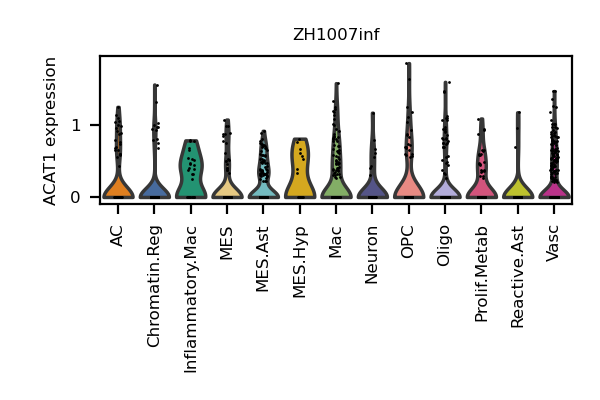 ZH1007inf
ACAT1 expression
1
0
AC
Chromatin.Reg
Inflammatory.Mac
MES
MES.Ast
MES.Hyp
Mac
Neuron
OPC
Oligo
Prolif.Metab
Reactive.Ast
Vasc